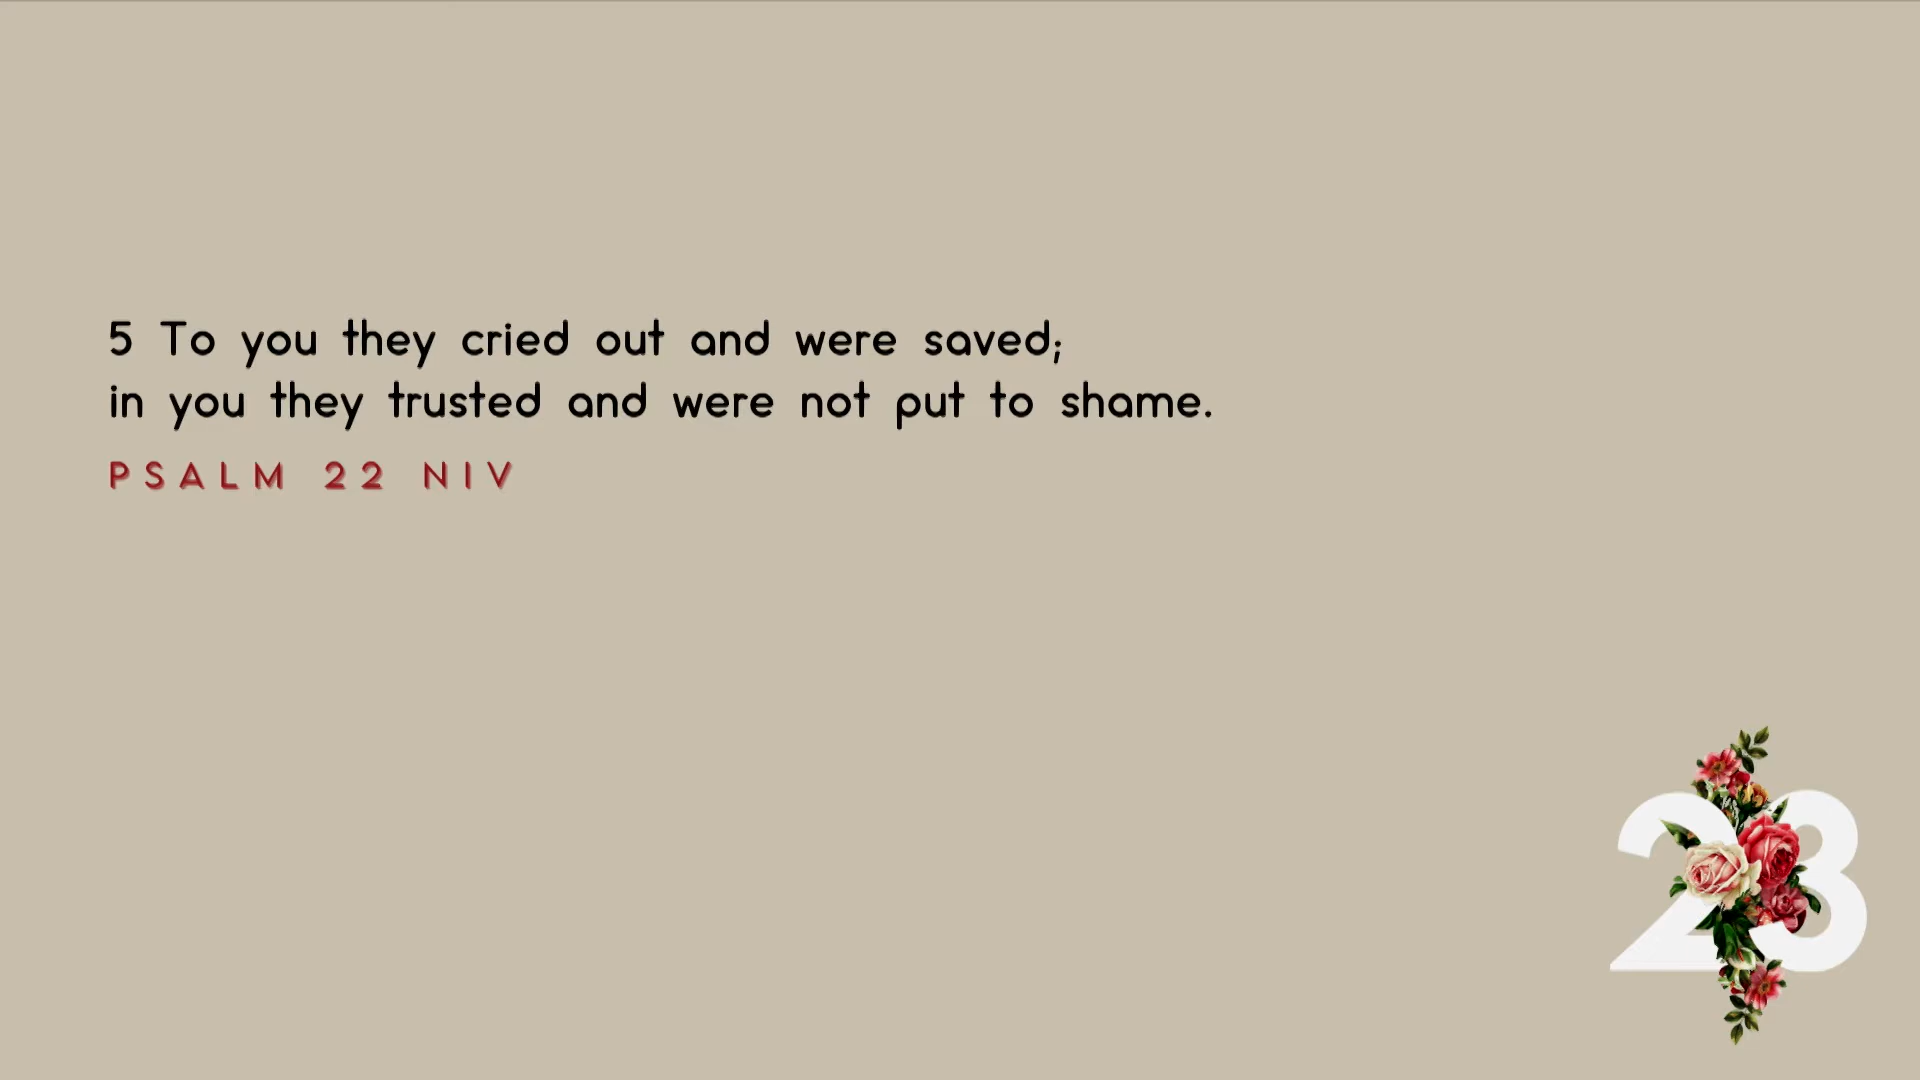 5 To you they cried out and were saved;
in you they trusted and were not put to shame.
PSALM 22 NIV
23